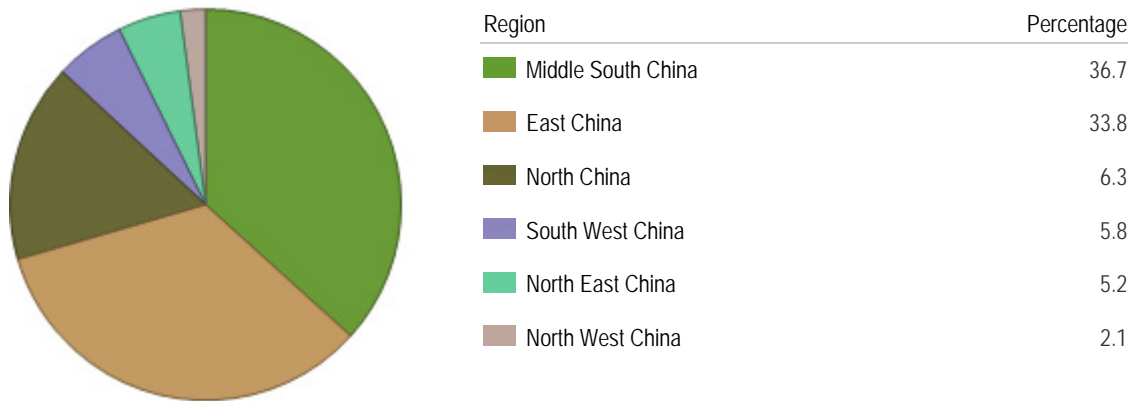 Region Percentage
Middle South China 36.7
East China 33.8
North China 6.3
South West China 5.8
North East China 5.2
North West China 2.1